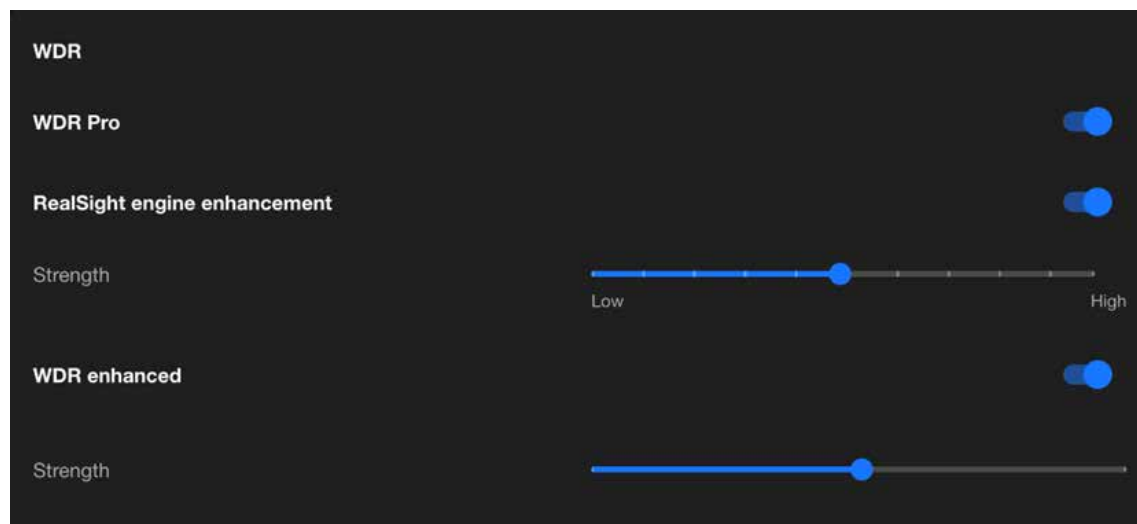 WDR
WDR Pro
RealSight engine enhancement
Strength
Low High
WDR enhanced
Strength